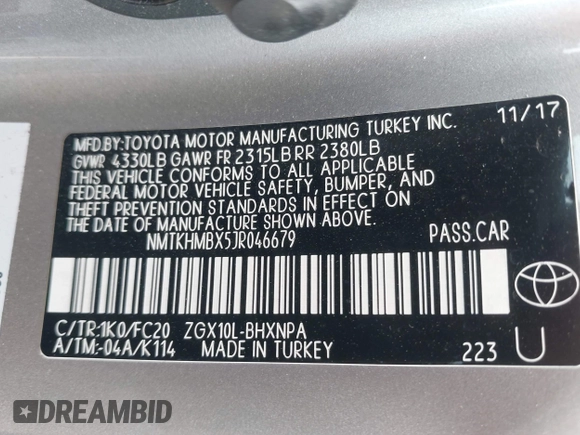 MFD.BY:TOYOTA MOTOR MANUFACTURING TURKEY INC. 11/17
GVWR 4330LB GAWR FR 2315LB RR 2380LB
THIS VEHICLE CONFORMS TO ALL APPLICABLE
FEDERAL MOTOR VEHICLE SAFETY, BUMPER, AND
THEFT PREVENTION STANDARDS IN EFFECT ON
THE DATE OF MANUFACTURE SHOWN ABOVE.
NMTKHMBX5JR046679 PASS.CAR
C/TR:1K0/FC20 ZGX10L-BHXNPA
A/TM:-04A/K114 MADE IN TURKEY 223 U
DREAMBID